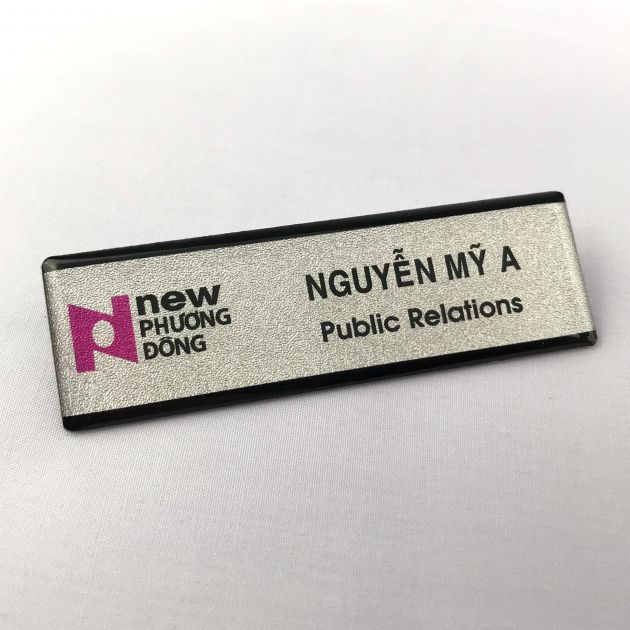 new
PHƯƠNG
ĐÔNG
NGUYỄN MỸ A
Public Relations